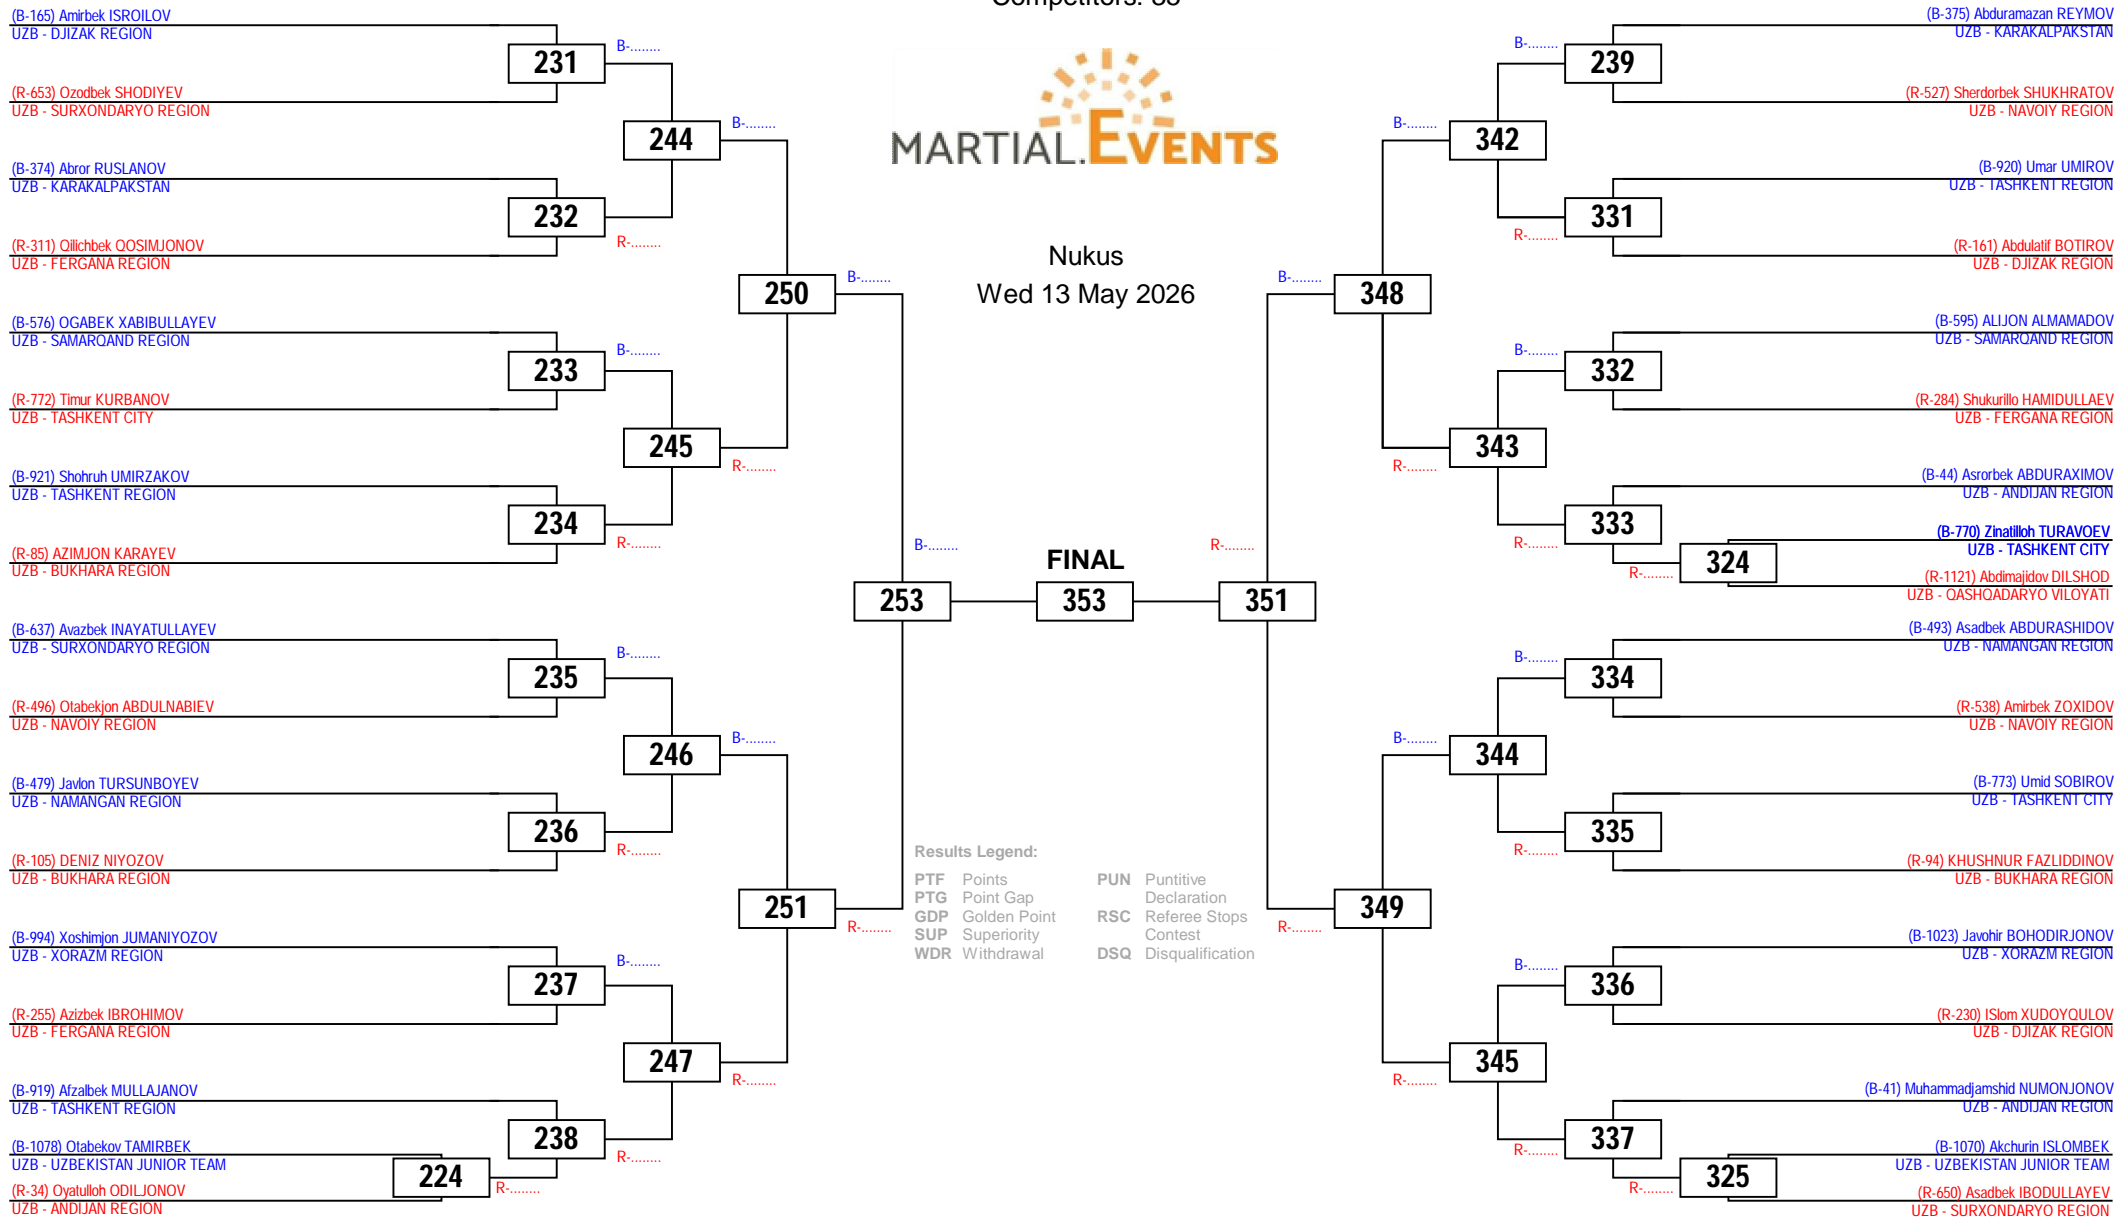 (B-165) Amirbek ISROILOV
UZB - DJIZAK REGION
231
B-........
(R-653) Ozodbek SHODIYEV
UZB - SURXONDARYO REGION
244
B-........
(B-374) Abror RUSLANOV
UZB - KARAKALPAKSTAN
232
R-........
(R-311) Qilichbek QOSIMJONOV
UZB - FERGANA REGION
250
B-........
(B-576) OGABEK XABIBULLAYEV
UZB - SAMARQAND REGION
233
B-........
(R-772) Timur KURBANOV
UZB - TASHKENT CITY
245
R-........
(B-921) Shohruh UMIRZAKOV
UZB - TASHKENT REGION
234
R-........
(R-85) AZIMJON KARAYEV
UZB - BUKHARA REGION
253
B-........
(B-637) Avazbek INAYATULLAYEV
UZB - SURXONDARYO REGION
235
B-........
(R-496) Otabekjon ABDULNABIEV
UZB - NAVOIY REGION
246
B-........
(B-479) Javlon TURSUNBOYEV
UZB - NAMANGAN REGION
236
R-........
(R-105) DENIZ NIYOZOV
UZB - BUKHARA REGION
251
R-........
(B-994) Xoshimjon JUMANIYOZOV
UZB - XORAZM REGION
237
B-........
(R-255) Azizbek IBROHIMOV
UZB - FERGANA REGION
247
R-........
(B-919) Afzalbek MULLAJANOV
UZB - TASHKENT REGION
238
R-........
(B-1078) Otabekov TAMIRBEK
UZB - UZBEKISTAN JUNIOR TEAM
224
R-........
(R-34) Oyatulloh ODILJONOV
UZB - ANDIJAN REGION
MARTIAL.EVENTS
Nukus
Wed 13 May 2026
FINAL
353
Results Legend:
PTF Points
PTG Point Gap
GDP Golden Point
SUP Superiority
WDR Withdrawal
PUN Puntitive
Declaration
RSC Referee Stops
Contest
DSQ Disqualification
(B-375) Abduramazan REYMOV
UZB - KARAKALPAKSTAN
B-........
239
(R-527) Sherdorbek SHUKHRATOV
UZB - NAVOIY REGION
B-........
342
(B-920) Umar UMIROV
UZB - TASHKENT REGION
331
R-........
(R-161) Abdulatif BOTIROV
UZB - DJIZAK REGION
B-........
348
(B-595) ALIJON ALMAMADOV
UZB - SAMARQAND REGION
B-........
332
(R-284) Shukurillo HAMIDULLAEV
UZB - FERGANA REGION
343
R-........
(B-44) Asrorbek ABDURAXIMOV
UZB - ANDIJAN REGION
333
R-........
(B-770) Zinatilloh TURAVOEV
UZB - TASHKENT CITY
324
R-........
(R-1121) Abdimajidov DILSHOD
UZB - QASHQADARYO VILOYATI
R-........
351
(B-493) Asadbek ABDURASHIDOV
UZB - NAMANGAN REGION
B-........
334
(R-538) Amirbek ZOXIDOV
UZB - NAVOIY REGION
B-........
344
(B-773) Umid SOBIROV
UZB - TASHKENT CITY
335
R-........
(R-94) KHUSHNUR FAZLIDDINOV
UZB - BUKHARA REGION
349
R-........
(B-1023) Javohir BOHODIRJONOV
UZB - XORAZM REGION
B-........
336
(R-230) ISlom XUDOYQULOV
UZB - DJIZAK REGION
345
R-........
(B-41) Muhammadjamshid NUMONJONOV
UZB - ANDIJAN REGION
337
R-........
(B-1070) Akchurin ISLOMBEK
UZB - UZBEKISTAN JUNIOR TEAM
325
R-........
(R-650) Asadbek IBODULLAYEV
UZB - SURXONDARYO REGION